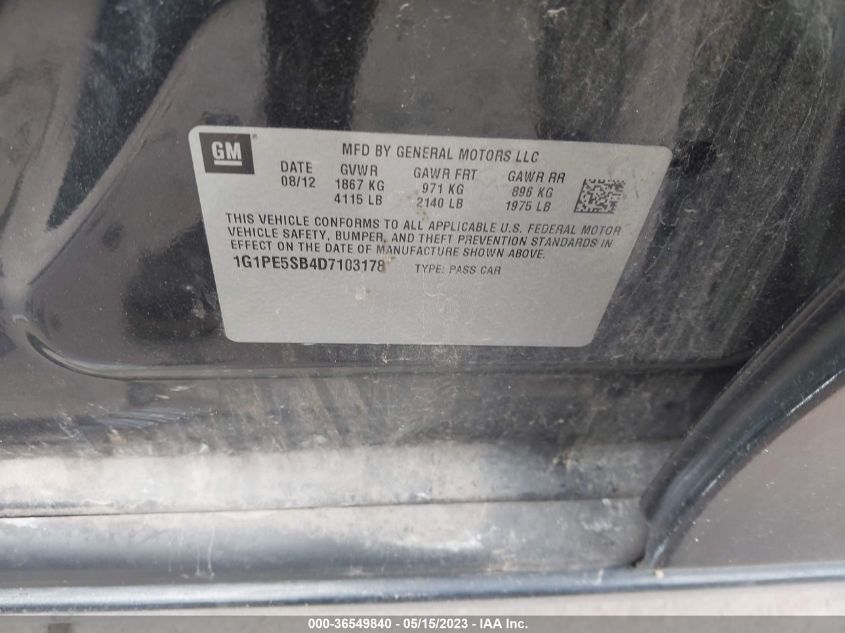 GM®
MFD BY GENERAL MOTORS LLC
DATE GVWR GAWR FRT GAWR RR
08/12 1867 KG 971 KG 896 KG
4115 LB 2140 LB 1975 LB
THIS VEHICLE CONFORMS TO ALL APPLICABLE U.S. FEDERAL MOTOR
VEHICLE SAFETY, BUMPER, AND THEFT PREVENTION STANDARDS IN
EFFECT ON THE DATE OF MANUFACTURE SHOWN ABOVE.
1G1PE5SB4D7103178 TYPE: PASS CAR
000-36549840 - 05/15/2023 - IAA Inc.